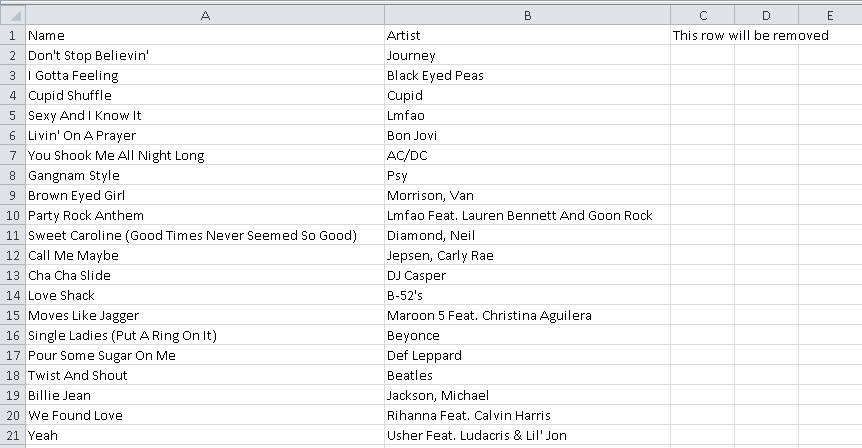 A B C D E
1 Name Artist This row will be removed
2 Don't Stop Believin' Journey
3 I Gotta Feeling Black Eyed Peas
4 Cupid Shuffle Cupid
5 Sexy And I Know It Lmfao
6 Livin' On A Prayer Bon Jovi
7 You Shook Me All Night Long AC/DC
8 Gangnam Style Psy
9 Brown Eyed Girl Morrison, Van
10 Party Rock Anthem Lmfao Feat. Lauren Bennett And Goon Rock
11 Sweet Caroline (Good Times Never Seemed So Good) Diamond, Neil
12 Call Me Maybe Jepsen, Carly Rae
13 Cha Cha Slide DJ Casper
14 Love Shack B-52's
15 Moves Like Jagger Maroon 5 Feat. Christina Aguilera
16 Single Ladies (Put A Ring On It) Beyonce
17 Pour Some Sugar On Me Def Leppard
18 Twist And Shout Beatles
19 Billie Jean Jackson, Michael
20 We Found Love Rihanna Feat. Calvin Harris
21 Yeah Usher Feat. Ludacris & Lil' Jon